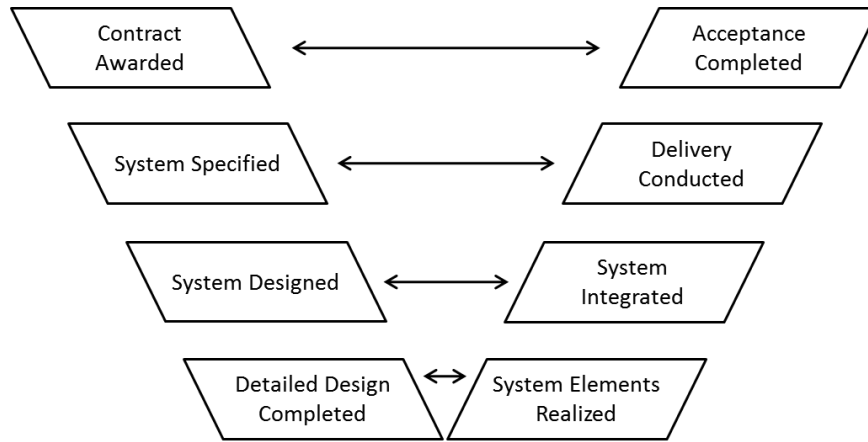 Contract
Awarded
Acceptance
Completed
System Specified
Delivery
Conducted
System Designed
System
Integrated
Detailed Design
Completed
System Elements
Realized